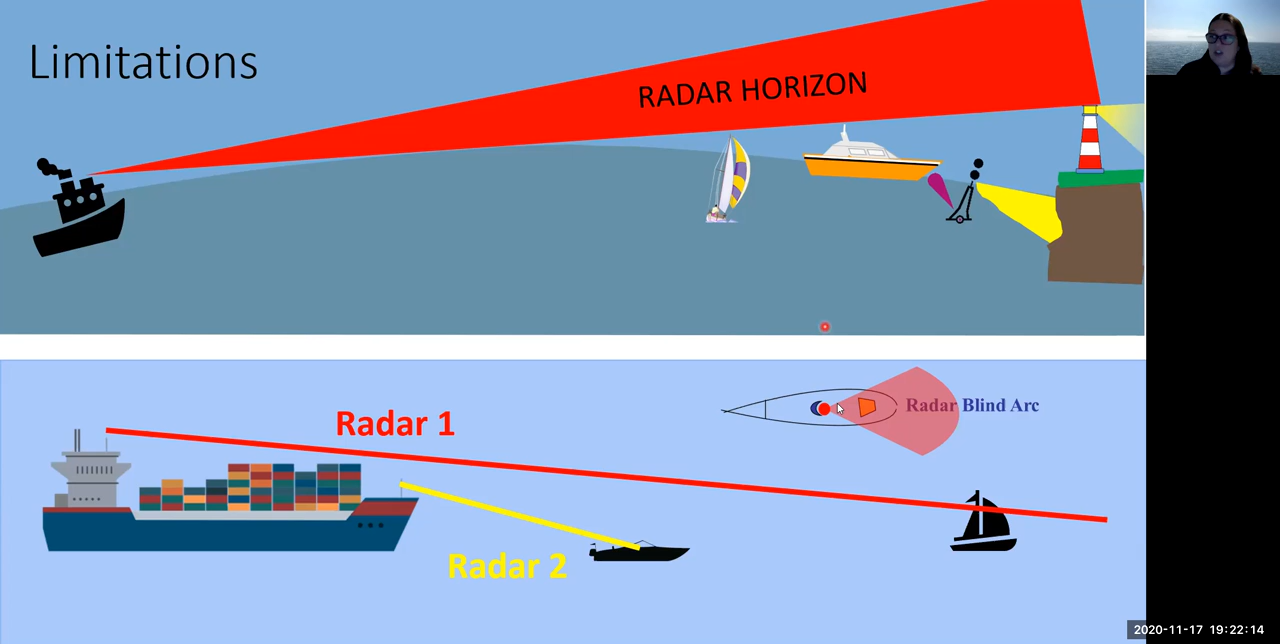 Limitations
RADAR HORIZON
Radar 1
Radar Blind Arc
Radar 2
2020-11-17 19:22:14